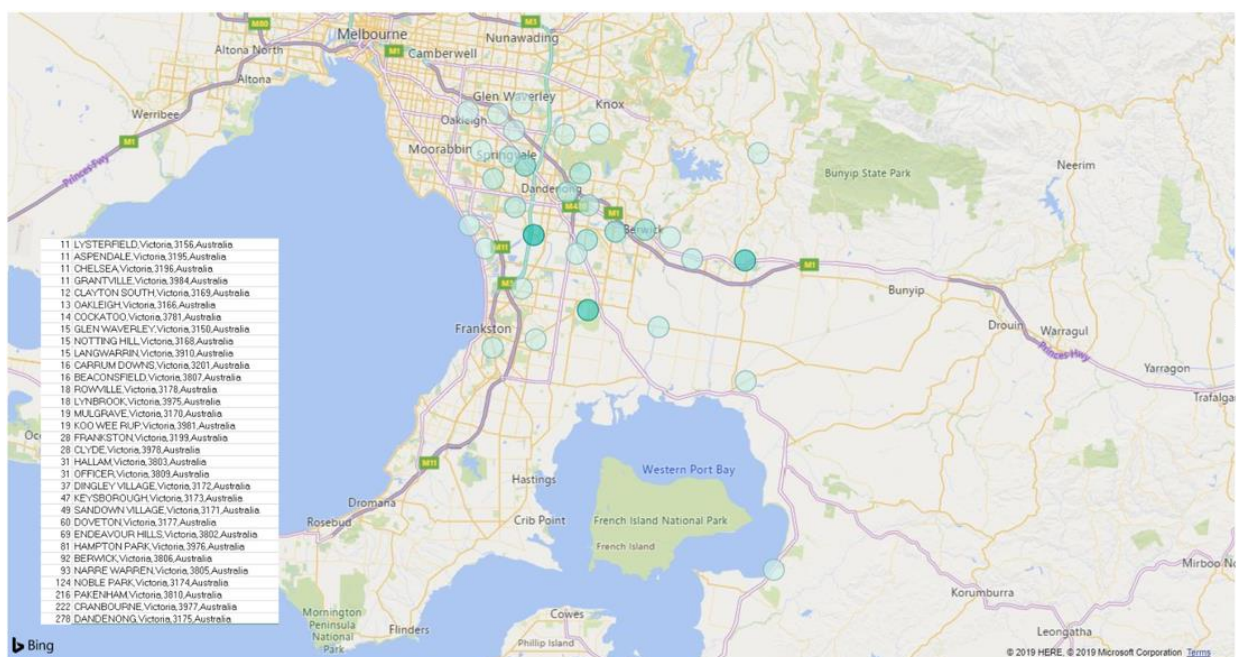 M80
M3
Melbourne
Nunawading
Altona North
M1
Camberwell
Altona
Glen Waverley
Knox
Werribee
Oakleigh
M1
Moorabbin
Springvale
Neerim
Princes Fwy
Bunyip State Park
Dandenong
M1
Berwick
M11
M1
Bunyip
Drouin
Warragul
Frankston
Princes Hwy
Yarragon
Trafalgar
11 LYSTERFIELD,Victoria,3156,Australia
11 ASPENDALE,Victoria,3195,Australia
11 CHELSEA,Victoria,3196,Australia
11 GRANTVILLE,Victoria,3984,Australia
12 CLAYTON SOUTH,Victoria,3169,Australia
13 OAKLEIGH,Victoria,3166,Australia
14 COCKATOO,Victoria,3781,Australia
15 GLEN WAVERLEY,Victoria,3150,Australia
15 NOTTING HILL,Victoria,3168,Australia
15 LANGWARRIN,Victoria,3910,Australia
16 CARRUM DOWNS,Victoria,3201,Australia
16 BEACONSFIELD,Victoria,3807,Australia
18 ROWVILLE,Victoria,3178,Australia
18 LYNBROOK,Victoria,3975,Australia
19 MULGRAVE,Victoria,3170,Australia
19 KOO WEE RUP,Victoria,3981,Australia
28 FRANKSTON,Victoria,3199,Australia
28 CLYDE,Victoria,3978,Australia
31 HALLAM,Victoria,3803,Australia
31 OFFICER,Victoria,3809,Australia
37 DINGLEY VILLAGE,Victoria,3172,Australia
47 KEYSBOROUGH,Victoria,3173,Australia
49 SANDOWN VILLAGE,Victoria,3171,Australia
60 DOVETON,Victoria,3177,Australia
69 ENDEAVOUR HILLS,Victoria,3802,Australia
81 HAMPTON PARK,Victoria,3976,Australia
92 BERWICK,Victoria,3806,Australia
93 NARRE WARREN,Victoria,3805,Australia
124 NOBLE PARK,Victoria,3174,Australia
216 PAKENHAM,Victoria,3810,Australia
222 CRANBOURNE,Victoria,3977,Australia
278 DANDENONG,Victoria,3175,Australia
M11
Hastings
Western Port Bay
Dromana
Rosebud
Crib Point
French Island National Park
French Island
Mirboo No
Korumburra
Mornington
Peninsula
National
Park
Flinders
Cowes
Phillip Island
Leongatha
Bing
© 2019 HERE, © 2019 Microsoft Corporation Terms